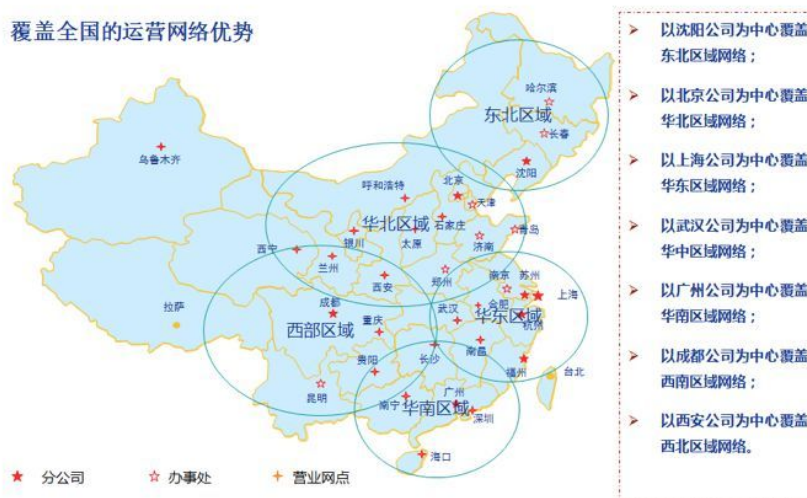 覆盖全国的运营网络优势
哈尔滨
东北区域
长春
沈阳
乌鲁木齐
呼和浩特
北京
天津
华北区域
石家庄
银川
太原
济南
青岛
西宁
兰州
西安
郑州
南京
苏州
上海
成都
拉萨
武汉
合肥
华东区域
杭州
西部区域
重庆
贵阳
长沙
南昌
福州
台北
昆明
南宁
广州
华南区域
深圳
海口
分公司
办事处
营业网点
以沈阳公司为中心覆盖
东北区域网络；
以北京公司为中心覆盖
华北区域网络；
以上海公司为中心覆盖
华东区域网络；
以武汉公司为中心覆盖
华中区域网络；
以广州公司为中心覆盖
华南区域网络；
以成都公司为中心覆盖
西南区域网络；
以西安公司为中心覆盖
西北区域网络。